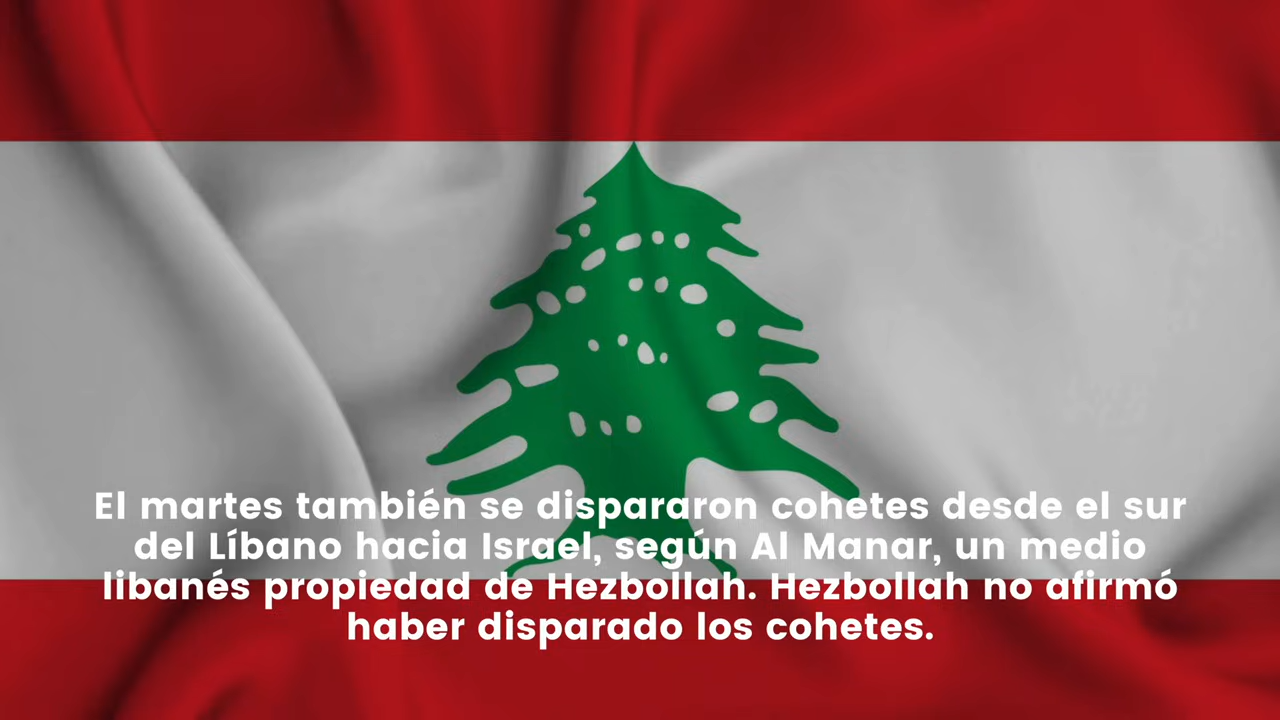 El martes también se dispararon cohetes desde el sur
del Líbano hacia Israel, según Al Manar, un medio
libanés propiedad de Hezbollah. Hezbollah no afirmó
haber disparado los cohetes.